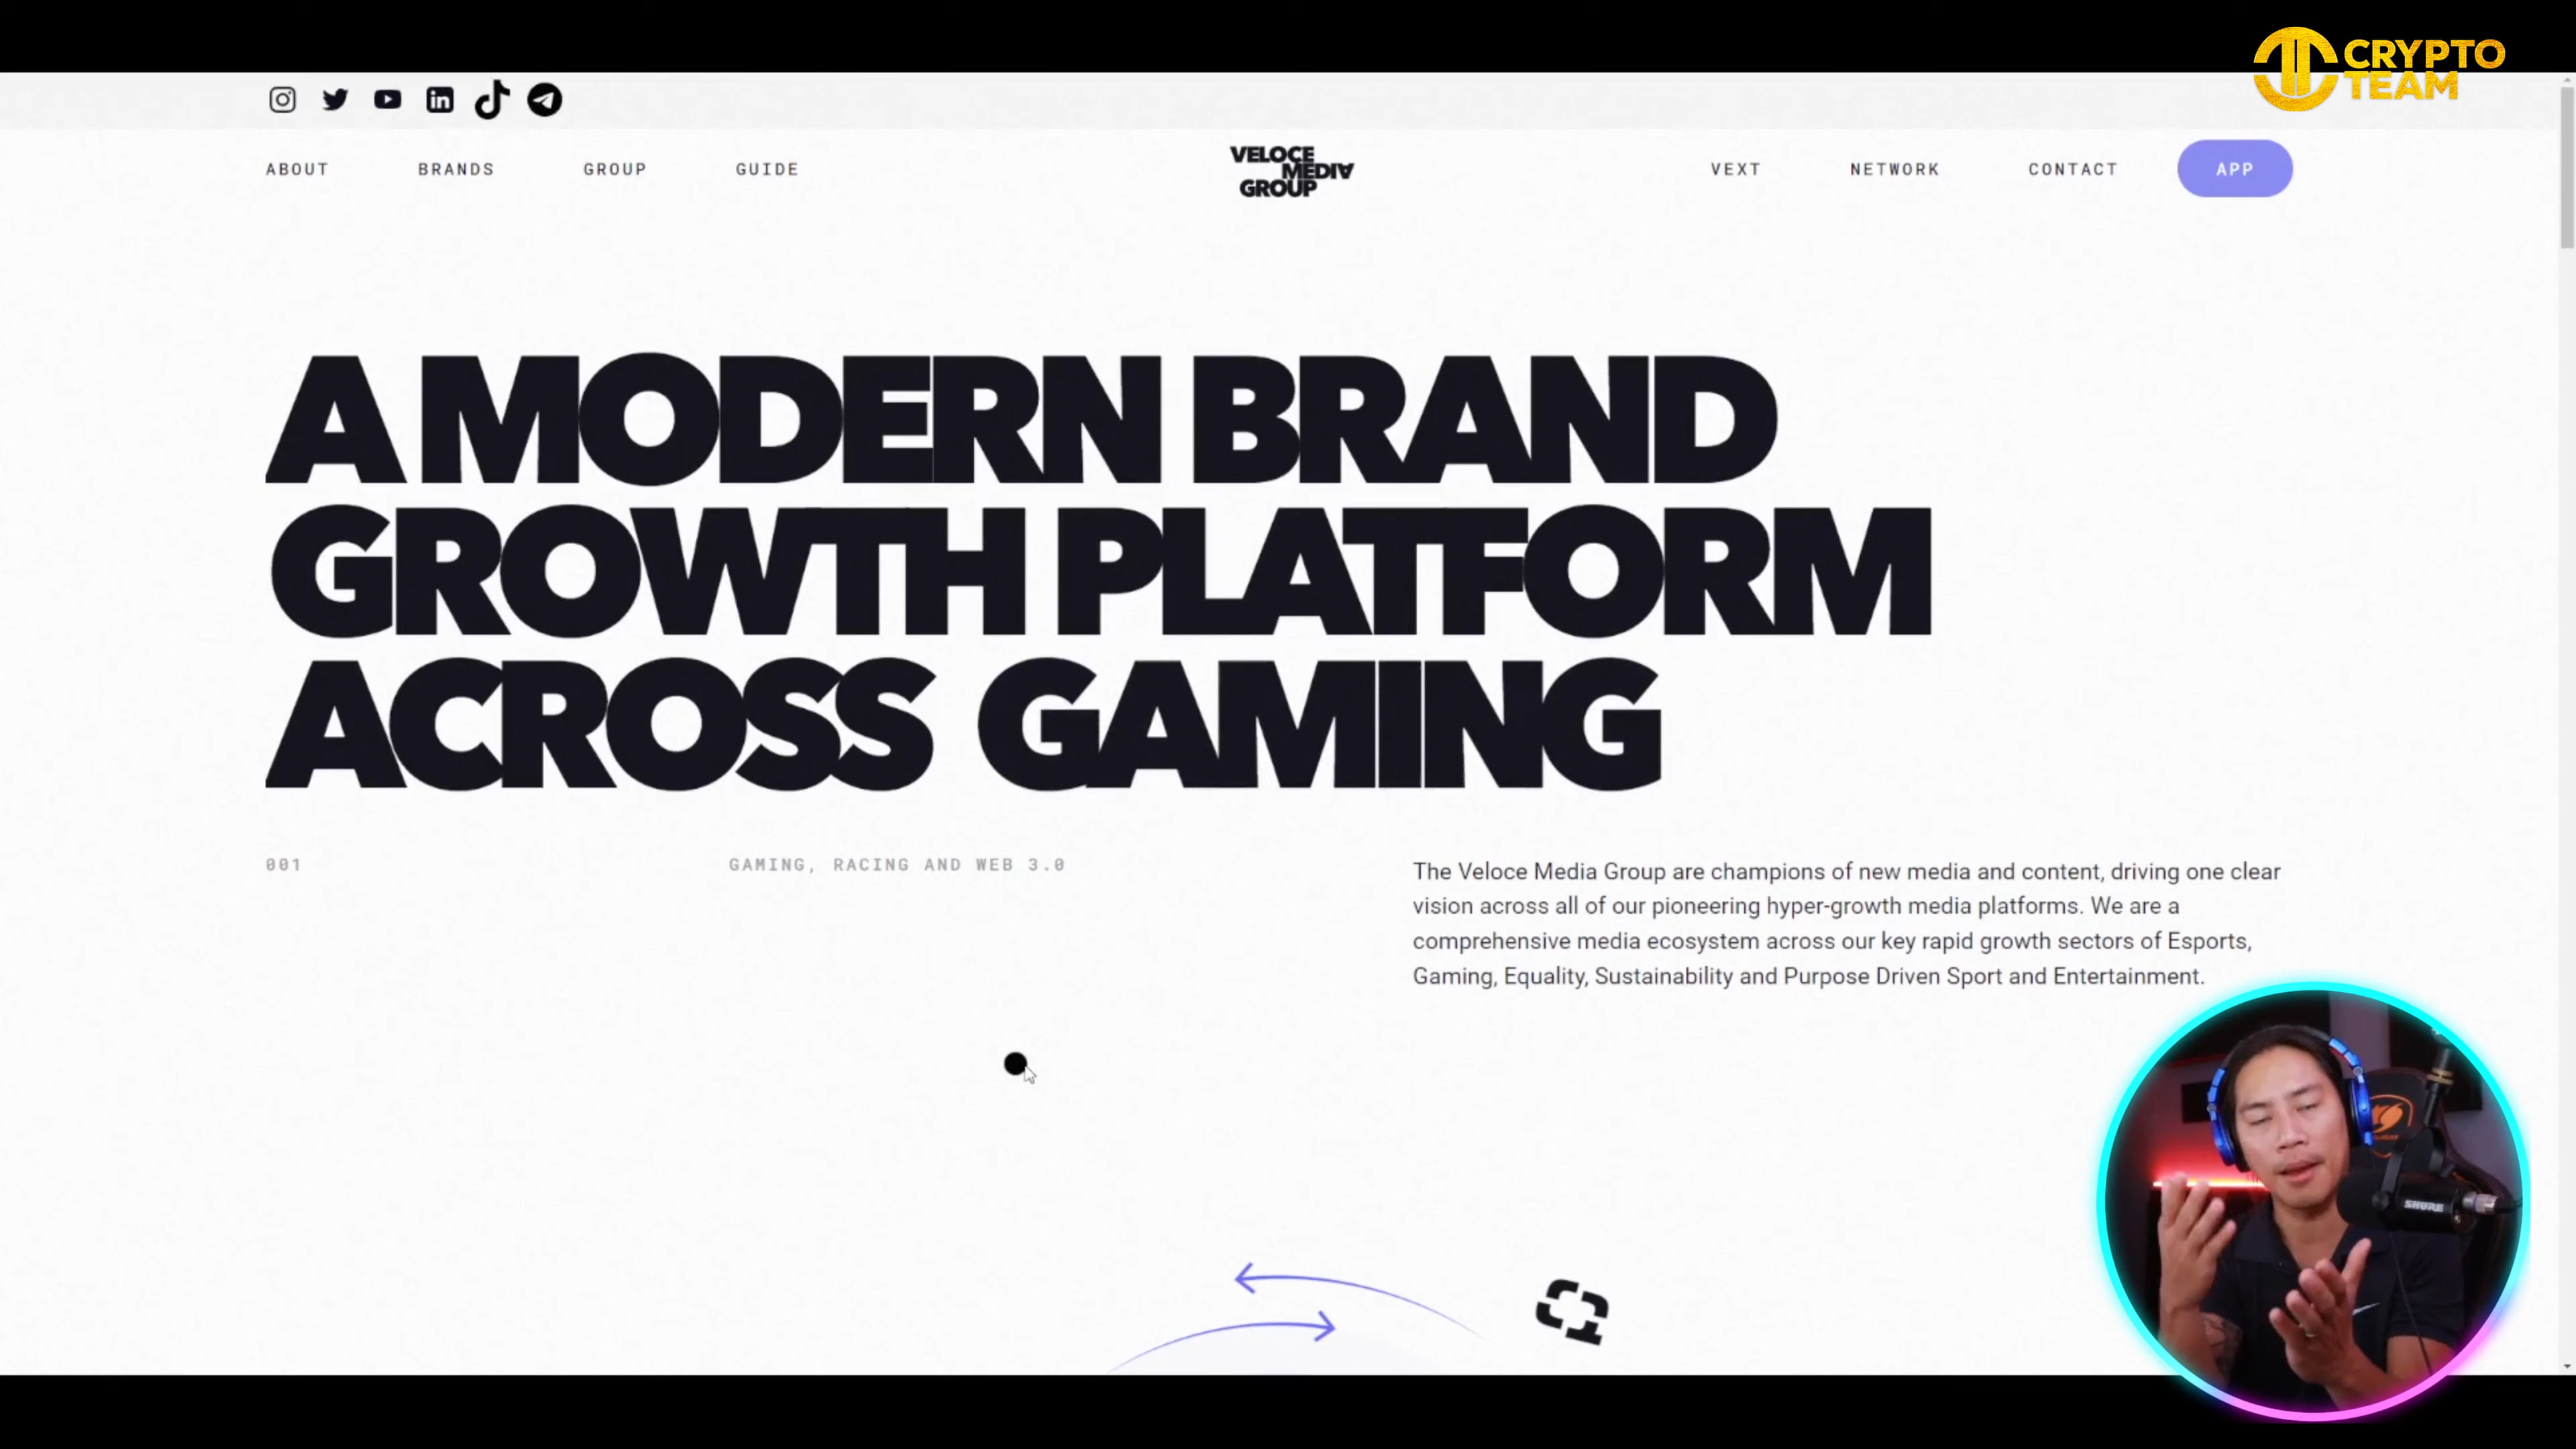 CRYPTO
TEAM
ABOUT
BRANDS
GROUP
GUIDE
VELOCE
MEDIA
GROUP
VEXT
NETWORK
CONTACT
APP
A MODERN BRAND
GROWTH PLATFORM
ACROSS GAMING
001
GAMING, RACING AND WEB 3.0
The Veloce Media Group are champions of new media and content, driving one clear
vision across all of our pioneering hyper-growth media platforms. We are a
comprehensive media ecosystem across our key rapid growth sectors of Esports,
Gaming, Equality, Sustainability and Purpose Driven Sport and Entertainment.
SHURE